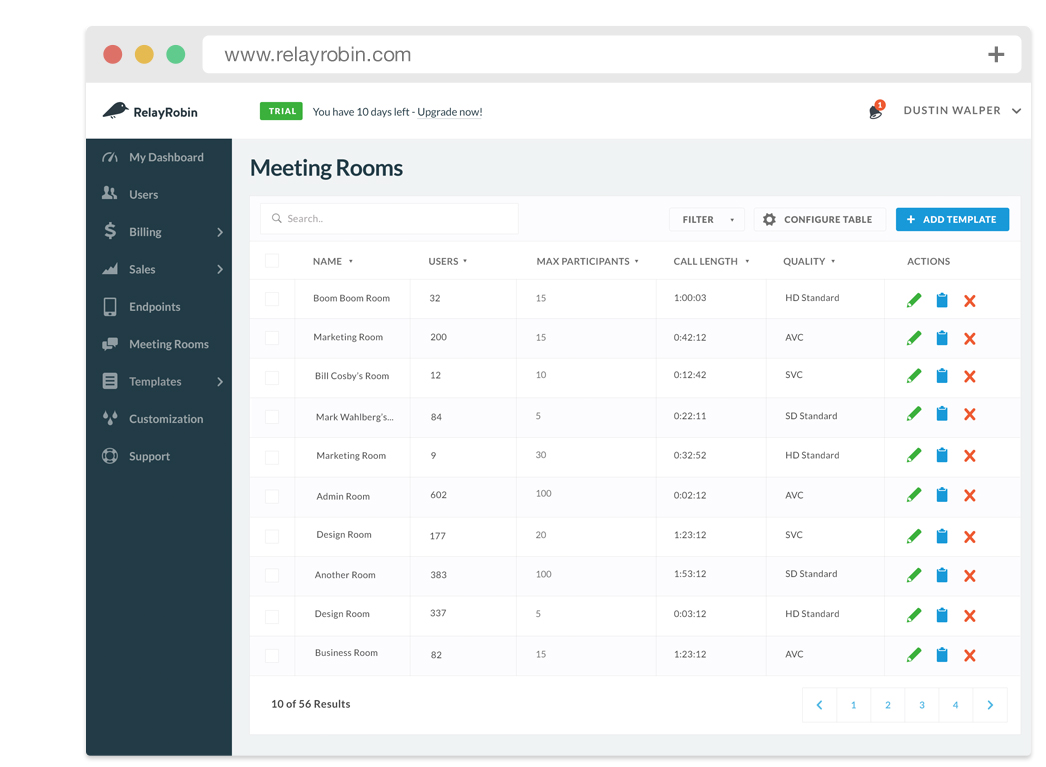 www.relayrobin.com
RelayRobin
TRIAL You have 10 days left - Upgrade now!
1
DUSTIN WALPER
My Dashboard
Users
Billing
Sales
Endpoints
Meeting Rooms
Templates
Customization
Support
Meeting Rooms
Search..
FILTER
CONFIGURE TABLE
+ ADD TEMPLATE
NAME USERS MAX PARTICIPANTS CALL LENGTH QUALITY ACTIONS
Boom Boom Room 32 15 1:00:03 HD Standard
Marketing Room 200 15 0:42:12 AVC
Bill Cosby's Room 12 10 0:12:42 SVC
Mark Wahlberg's... 84 5 0:22:11 SD Standard
Marketing Room 9 30 0:32:52 HD Standard
Admin Room 602 100 0:02:12 AVC
Design Room 177 20 1:23:12 SVC
Another Room 383 100 1:53:12 SD Standard
Design Room 337 5 0:03:12 HD Standard
Business Room 82 15 1:23:12 AVC
10 of 56 Results
1 2 3 4